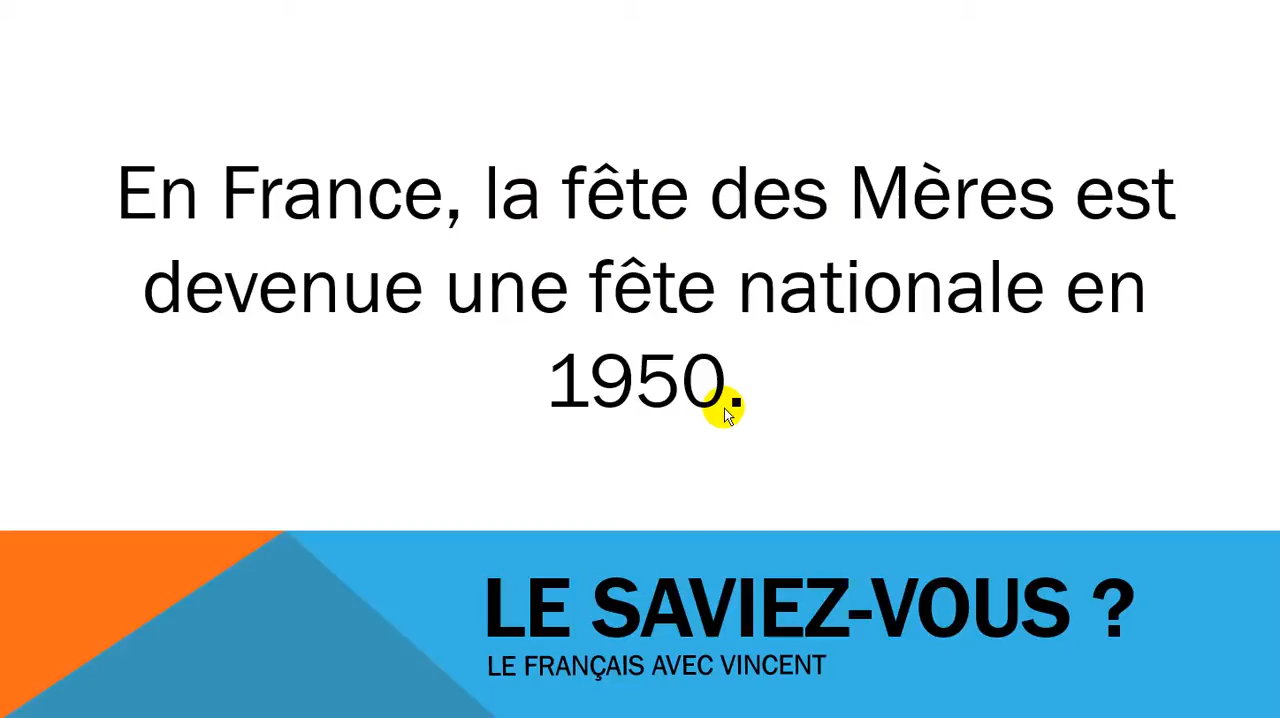 En France, la fête des Mères est
devenue une fête nationale en
1950.
LE SAVIEZ-VOUS ?
LE FRANÇAIS AVEC VINCENT